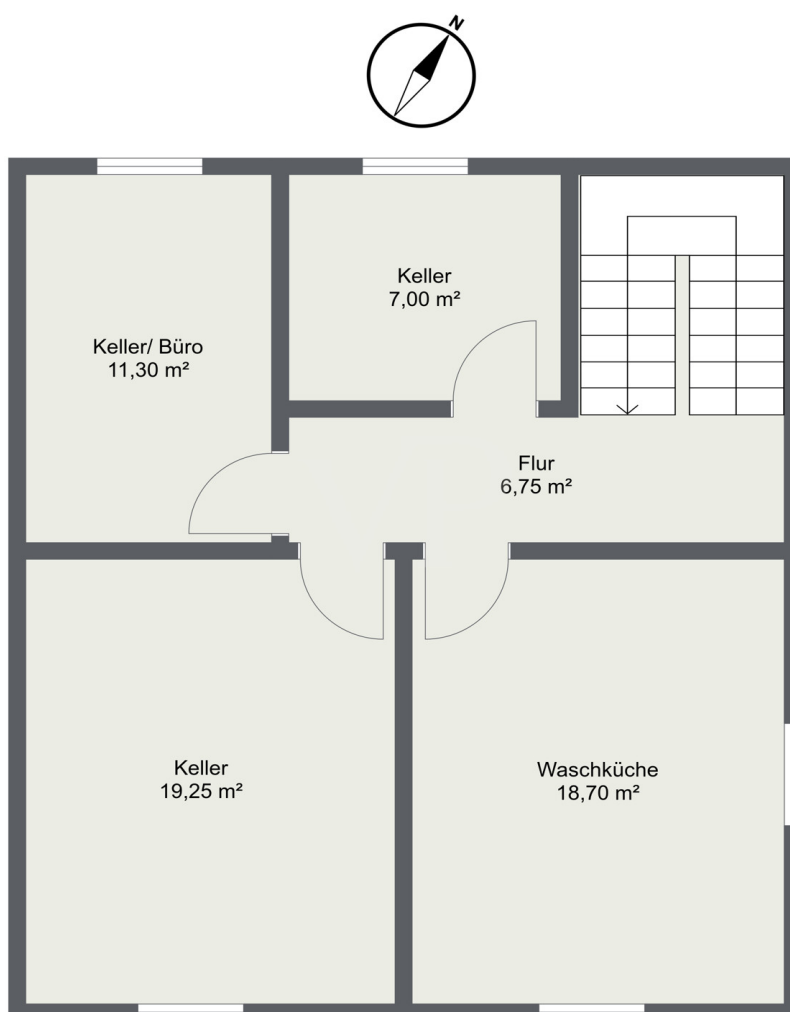 N
Keller
7,00 m²
Keller/ Büro
11,30 m²
Flur
6,75 m²
Keller
19,25 m²
Waschküche
18,70 m²